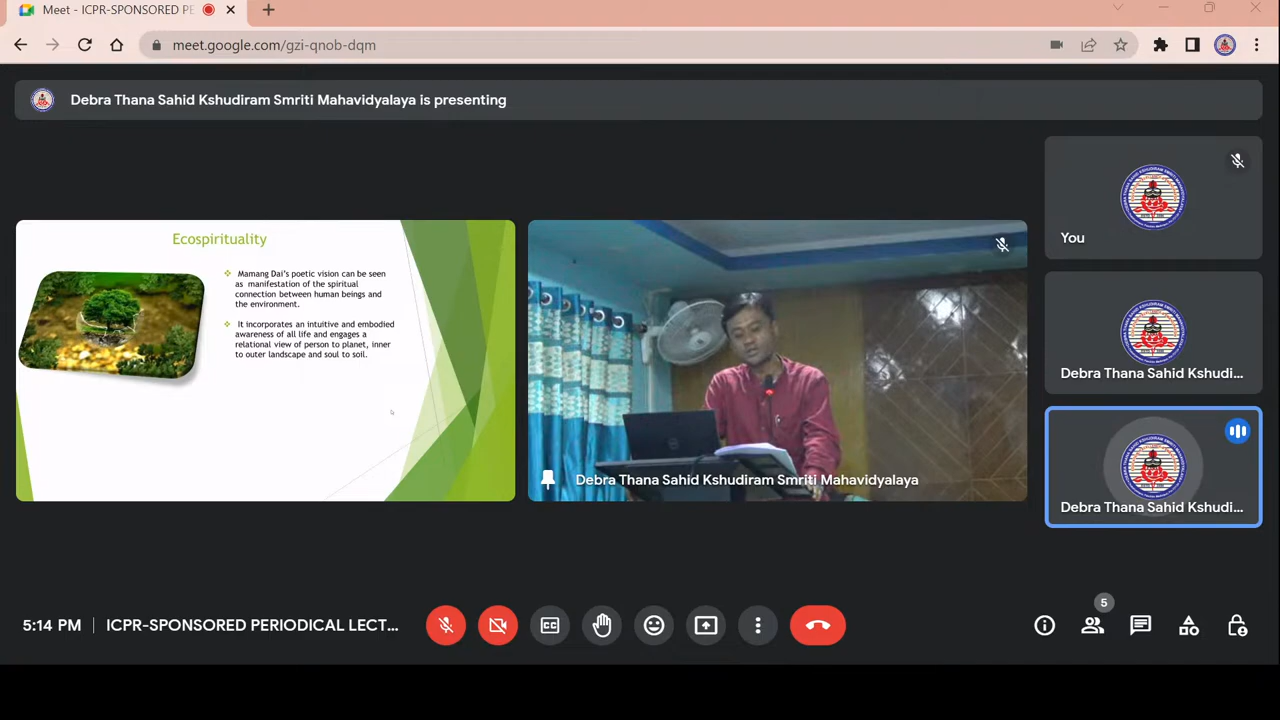 Meet - ICPR-SPONSORED PE
meet.google.com/gzi-qnob-dqm
Debra Thana Sahid Kshudiram Smriti Mahavidyalaya is presenting
Ecospirituality
Mamang Dai's poetic vision can be seen
as manifestation of the spiritual
connection between human beings and
the environment.
It incorporates an intuitive and embodied
awareness of all life and engages a
relational view of person to planet, inner
to outer landscape and soul to soil.
Debra Thana Sahid Kshudiram Smriti Mahavidyalaya
You
Debra Thana Sahid Kshudi...
Debra Thana Sahid Kshudi...
5
5:14 PM | ICPR-SPONSORED PERIODICAL LECT...
CC